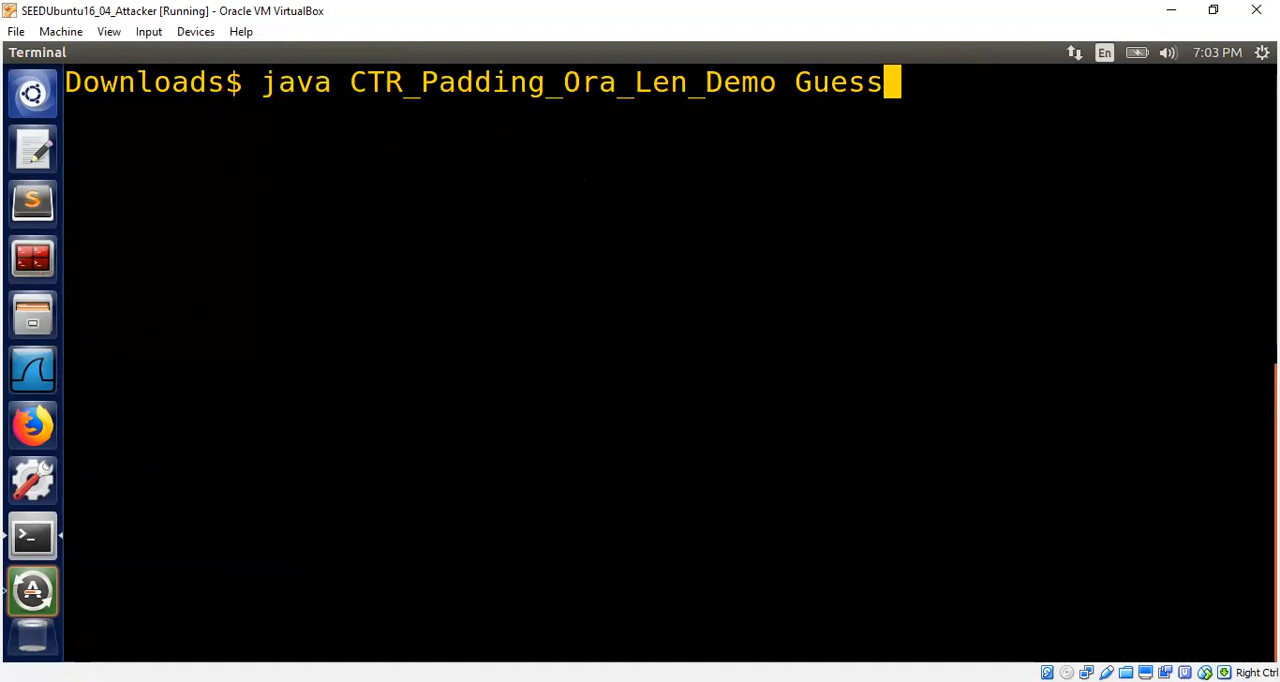 SEEDUbuntu16_04_Attacker [Running] - Oracle VM VirtualBox
File Machine View Input Devices Help
Terminal En 7:03 PM
Downloads$ java CTR_Padding_Ora_Len_Demo Guess
Right Ctrl